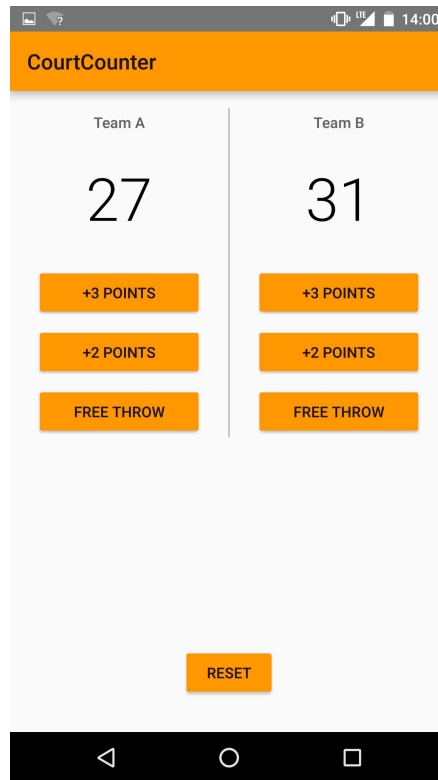 ? LTE 14:00
CourtCounter
Team A Team B
27 31
+3 POINTS +3 POINTS
+2 POINTS +2 POINTS
FREE THROW FREE THROW
RESET